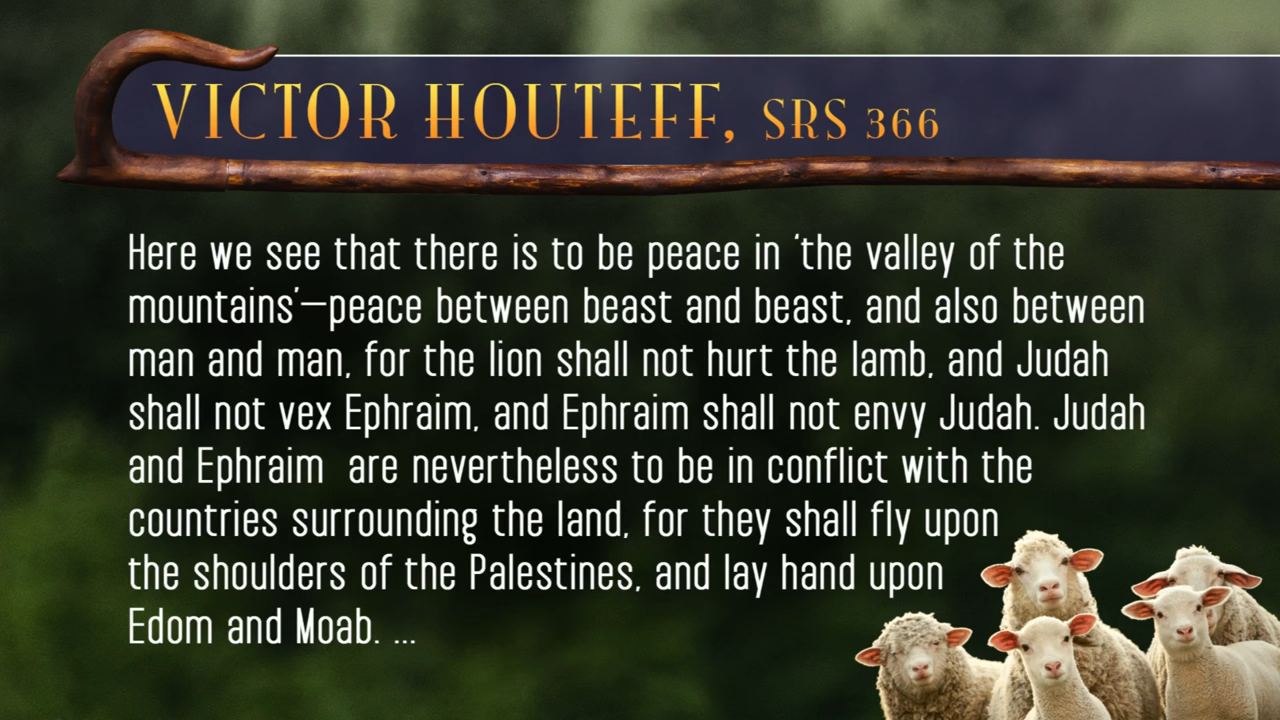 VICTOR HOUTEFF, SRS 366
Here we see that there is to be peace in ‘the valley of the
mountains’—peace between beast and beast, and also between
man and man, for the lion shall not hurt the lamb, and Judah
shall not vex Ephraim, and Ephraim shall not envy Judah. Judah
and Ephraim  are nevertheless to be in conflict with the
countries surrounding the land, for they shall fly upon
the shoulders of the Palestines, and lay hand upon
Edom and Moab. ...